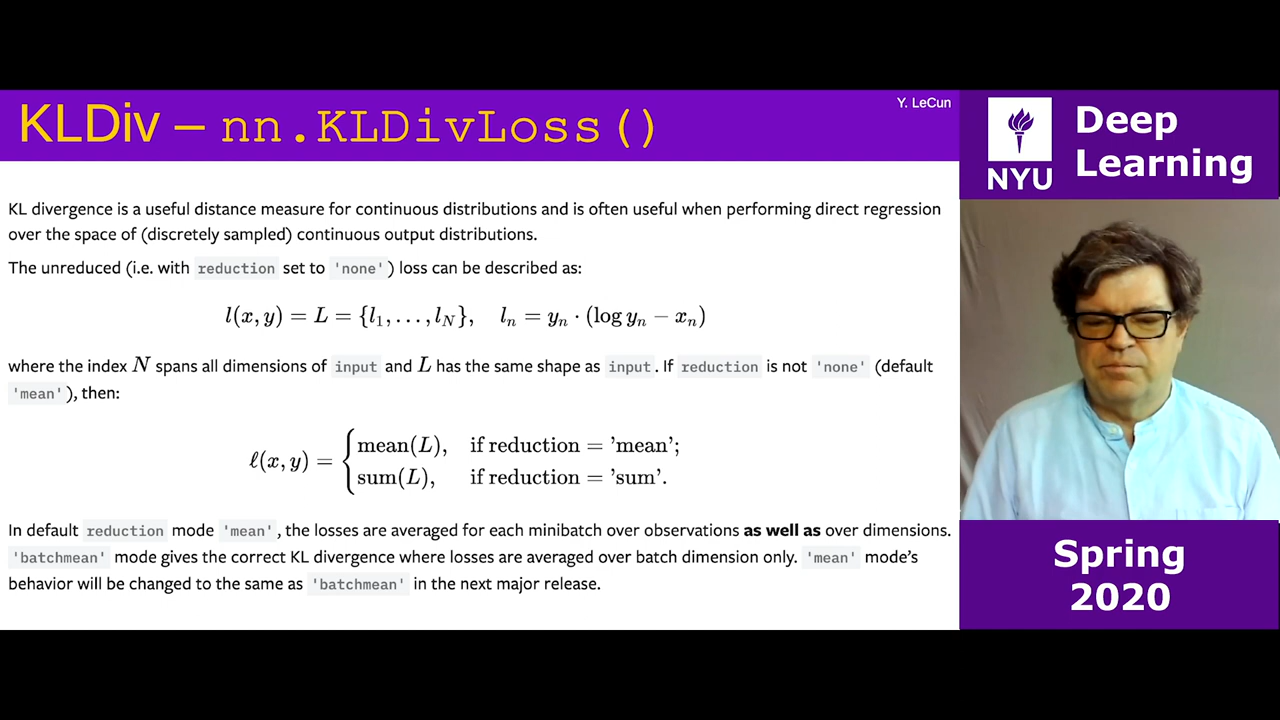 KLDiv – nn.KLDivLoss()
Y. LeCun
KL divergence is a useful distance measure for continuous distributions and is often useful when performing direct regression
over the space of (discretely sampled) continuous output distributions.
The unreduced (i.e. with reduction set to 'none') loss can be described as:
l(x, y) = L = {l₁, . . . , l_N},   lₙ = yₙ · (log yₙ − xₙ)
where the index N spans all dimensions of input and L has the same shape as input. If reduction is not 'none' (default
'mean'), then:
ℓ(x, y) = { mean(L), if reduction = 'mean';
sum(L), if reduction = 'sum'.
In default reduction mode 'mean', the losses are averaged for each minibatch over observations as well as over dimensions.
'batchmean' mode gives the correct KL divergence where losses are averaged over batch dimension only. 'mean' mode's
behavior will be changed to the same as 'batchmean' in the next major release.
NYU
Deep
Learning
Spring
2020